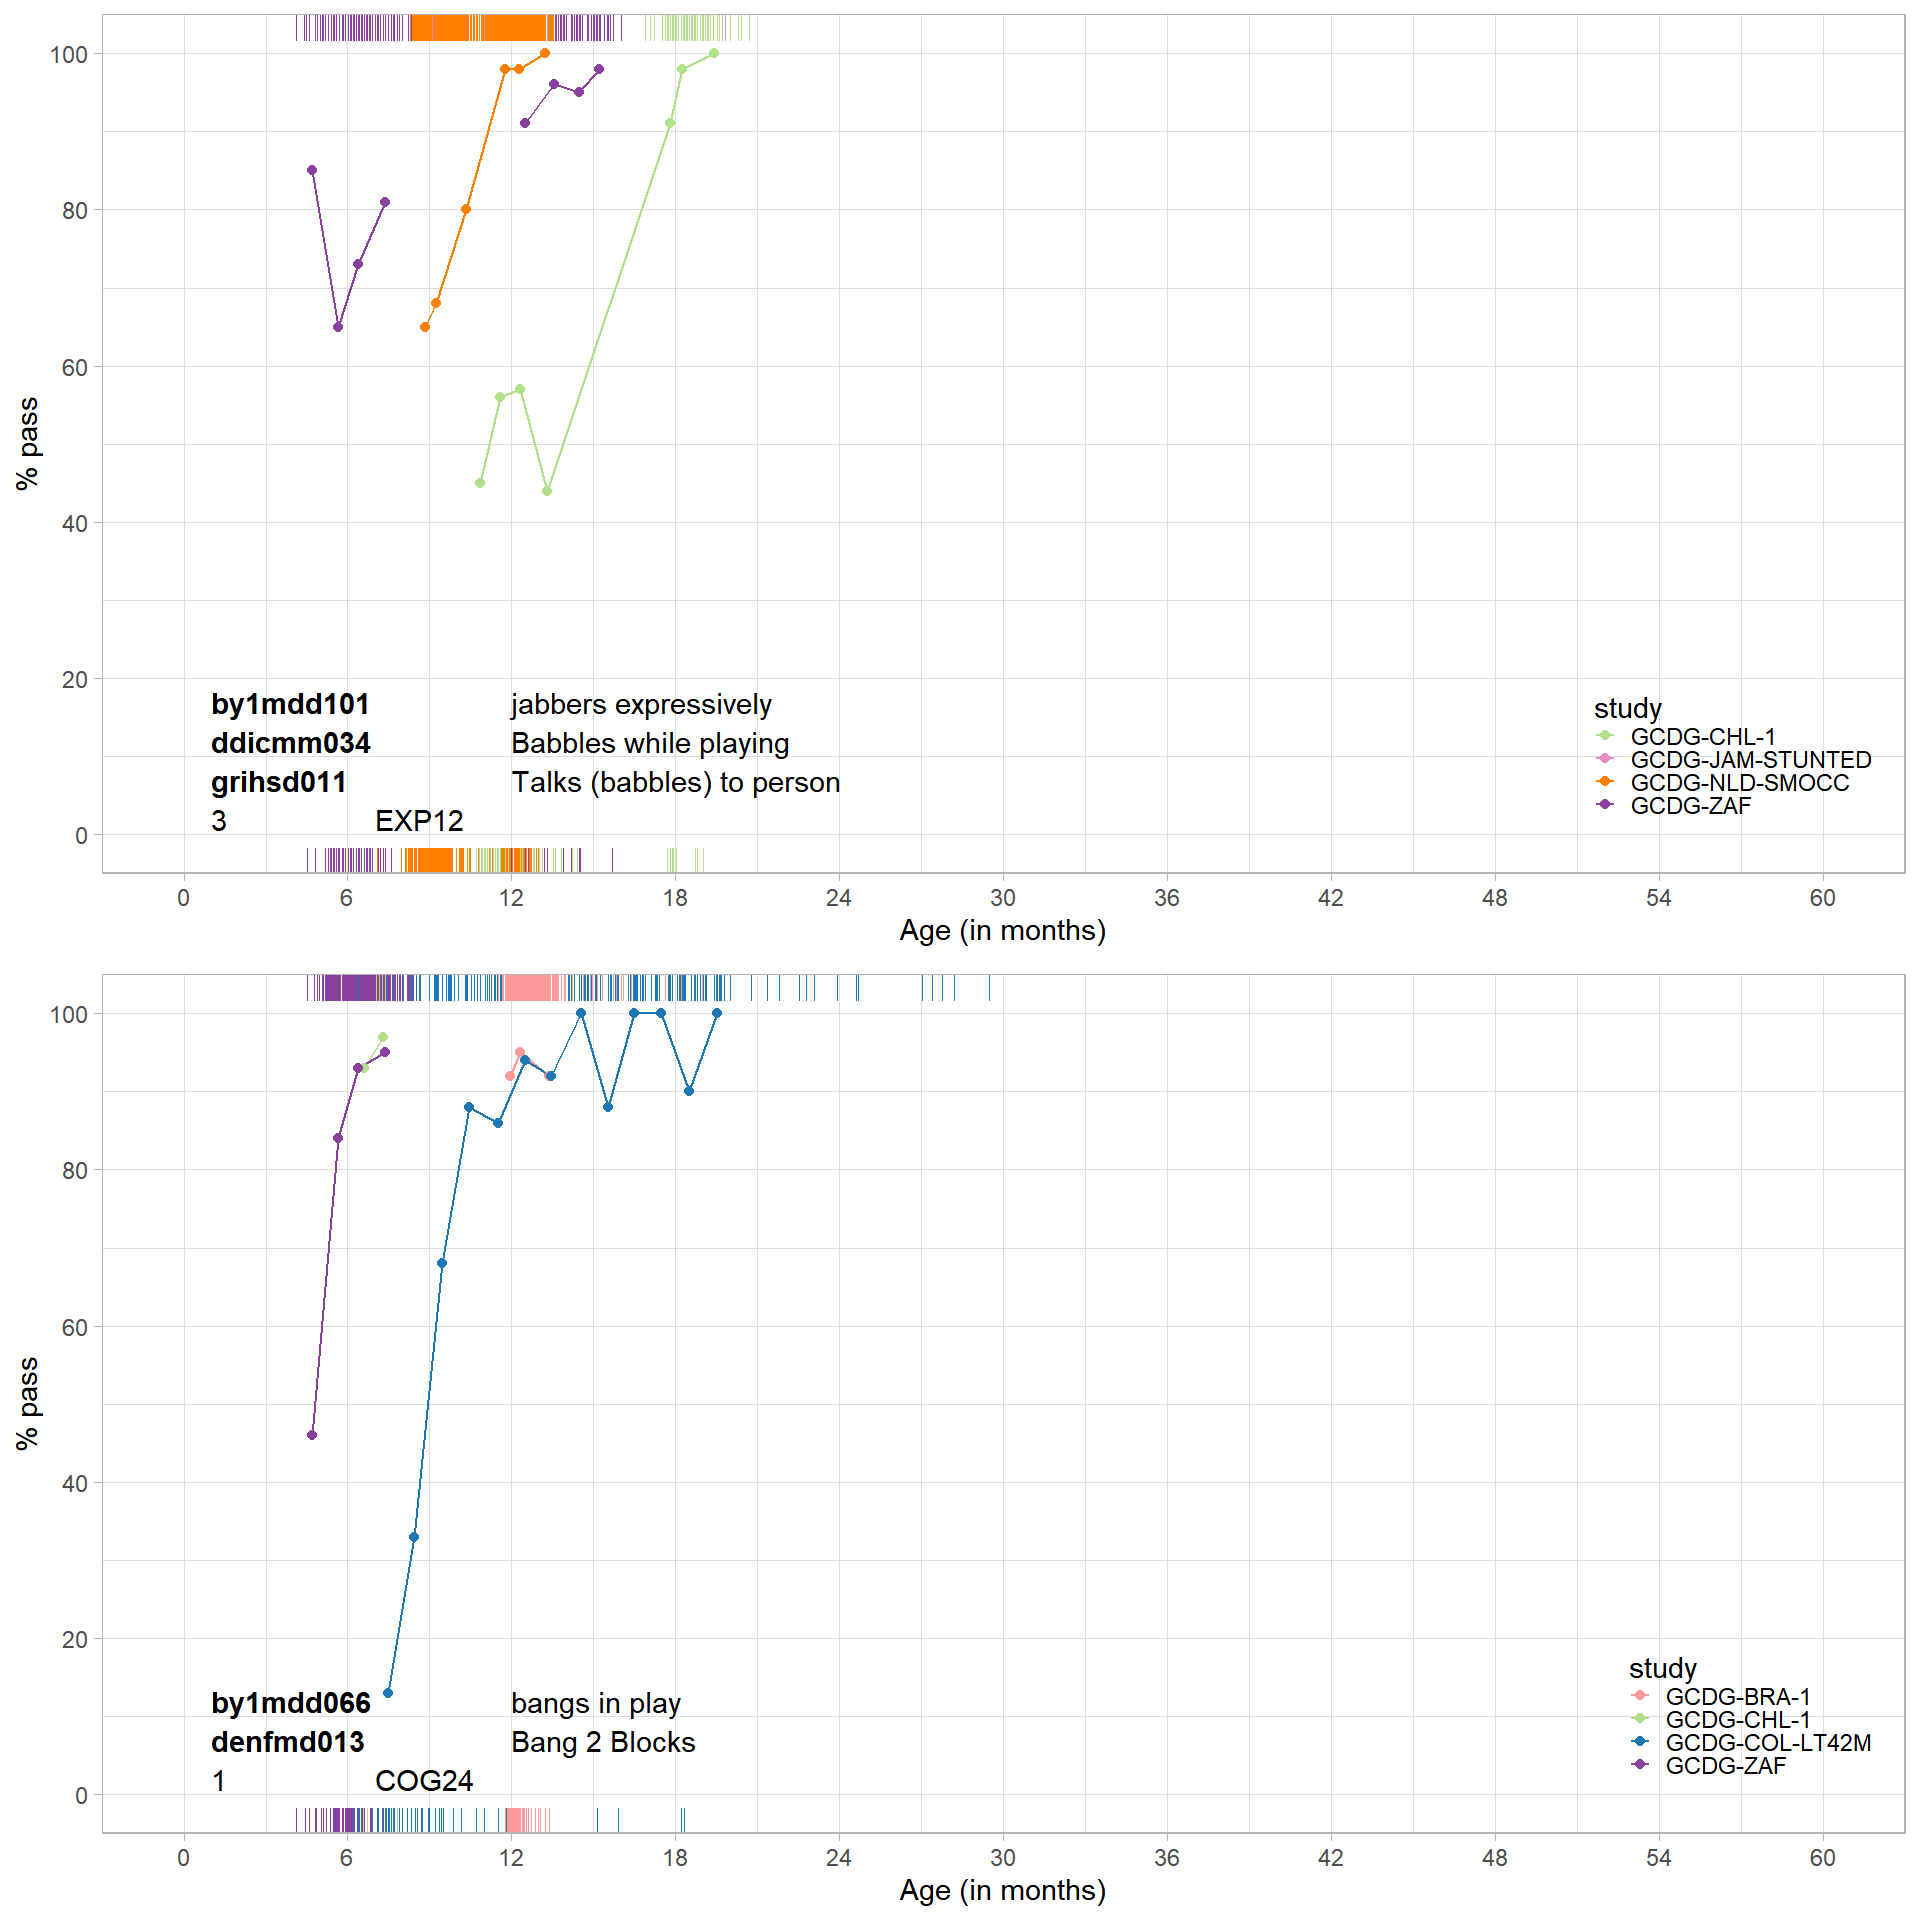 100
80
60
40
20
0
% pass
by1mdd101 jabbers expressively
ddicmm034 Babbles while playing
grihsd011 Talks (babbles) to person
3 EXP12
study
GCDG-CHL-1
GCDG-JAM-STUNTED
GCDG-NLD-SMOCC
GCDG-ZAF
0 6 12 18 24 30 36 42 48 54 60
Age (in months)
100
80
60
40
20
0
% pass
by1mdd066 bangs in play
denfmd013 Bang 2 Blocks
1 COG24
study
GCDG-BRA-1
GCDG-CHL-1
GCDG-COL-LT42M
GCDG-ZAF
0 6 12 18 24 30 36 42 48 54 60
Age (in months)